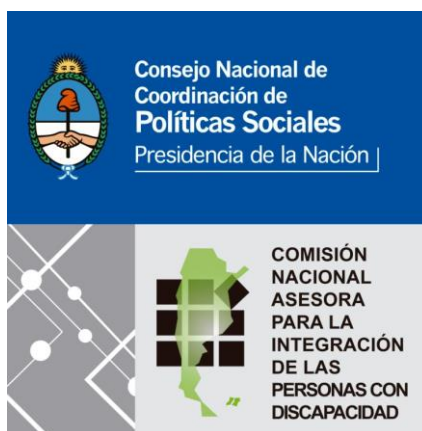 Consejo Nacional de
Coordinación de
Políticas Sociales
Presidencia de la Nación
COMISIÓN
NACIONAL
ASESORA
PARA LA
INTEGRACIÓN
DE LAS
PERSONAS CON
DISCAPACIDAD